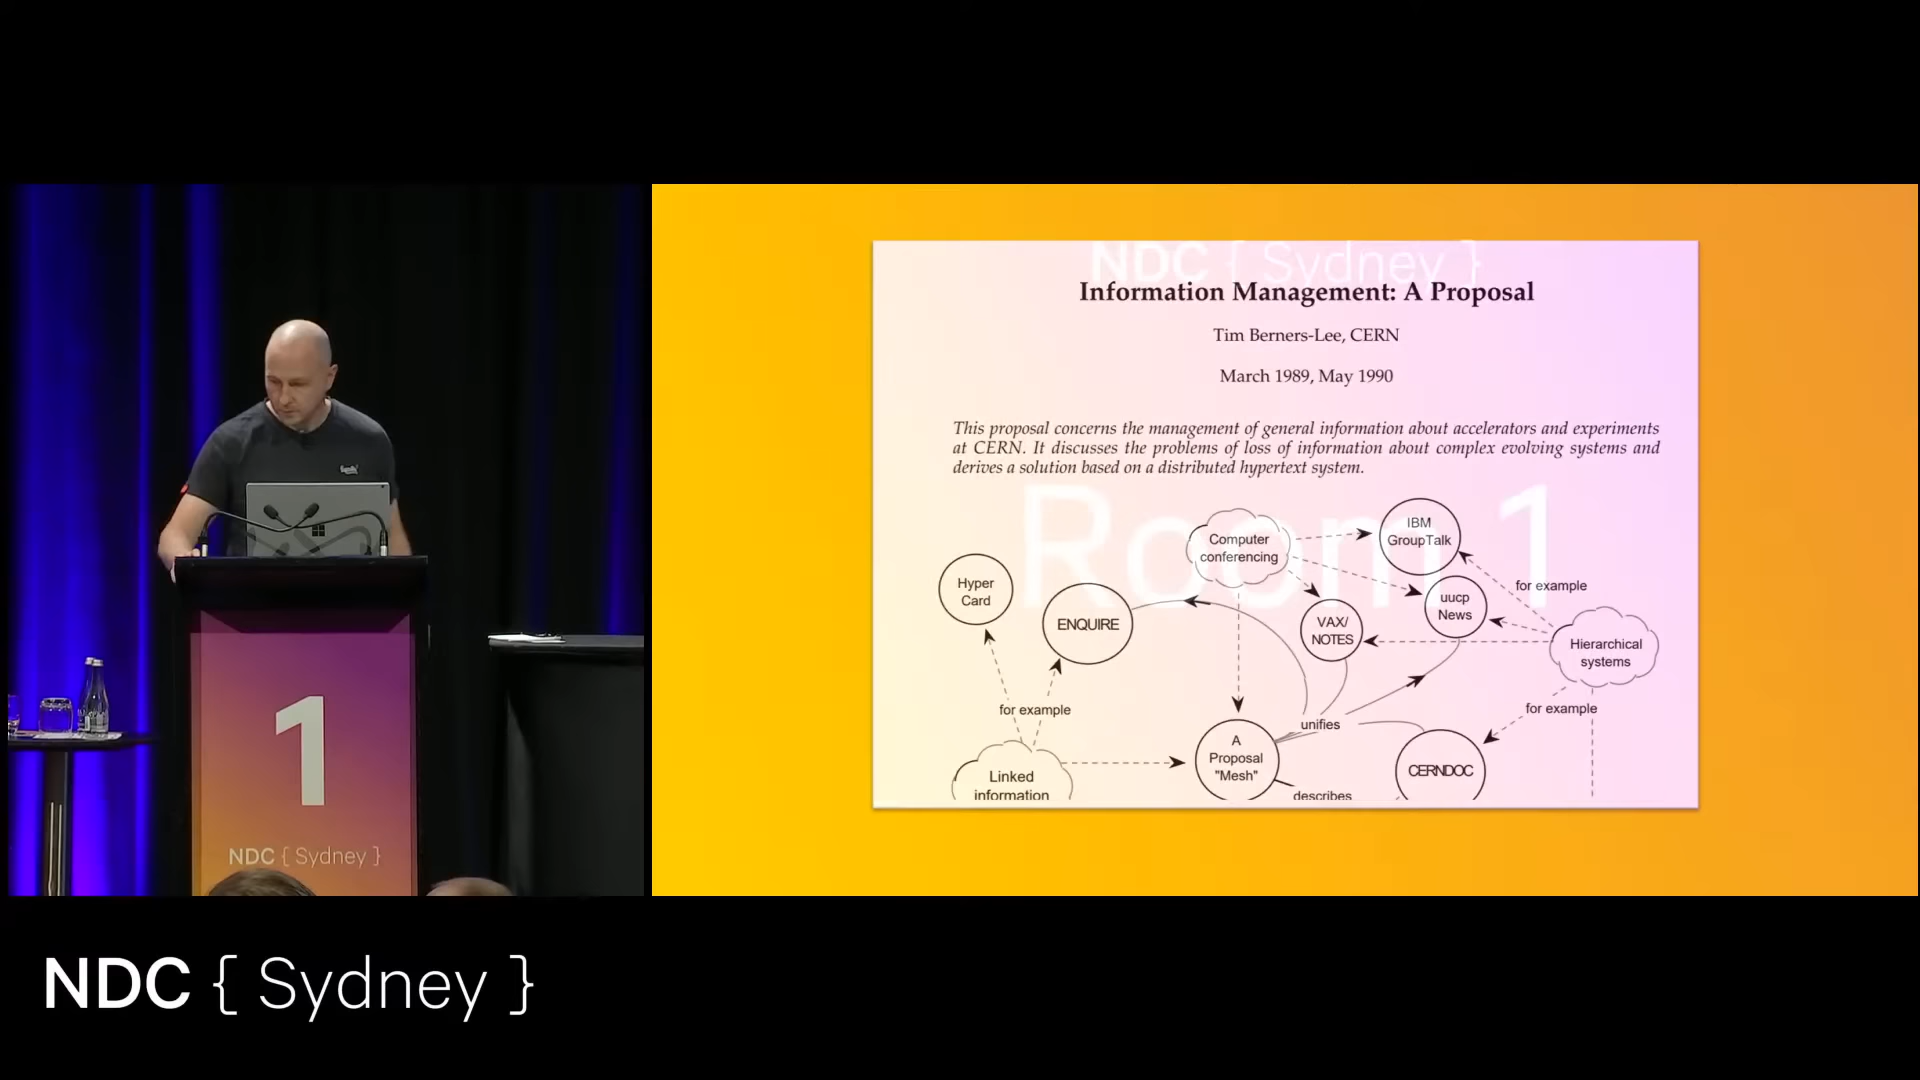 NDC { Sydney }
Information Management: A Proposal
Tim Berners-Lee, CERN
March 1989, May 1990
This proposal concerns the management of general information about accelerators and experiments
at CERN. It discusses the problems of loss of information about complex evolving systems and
derives a solution based on a distributed hypertext system.
Room 1
IBM
GroupTalk
Computer
conferencing
for example
Hyper
Card
uucp
News
ENQUIRE
VAX/
NOTES
Hierarchical
systems
for example
for example
unifies
A
Proposal
"Mesh"
CERNDOC
Linked
information
describes
1
NDC { Sydney }
NDC { Sydney }